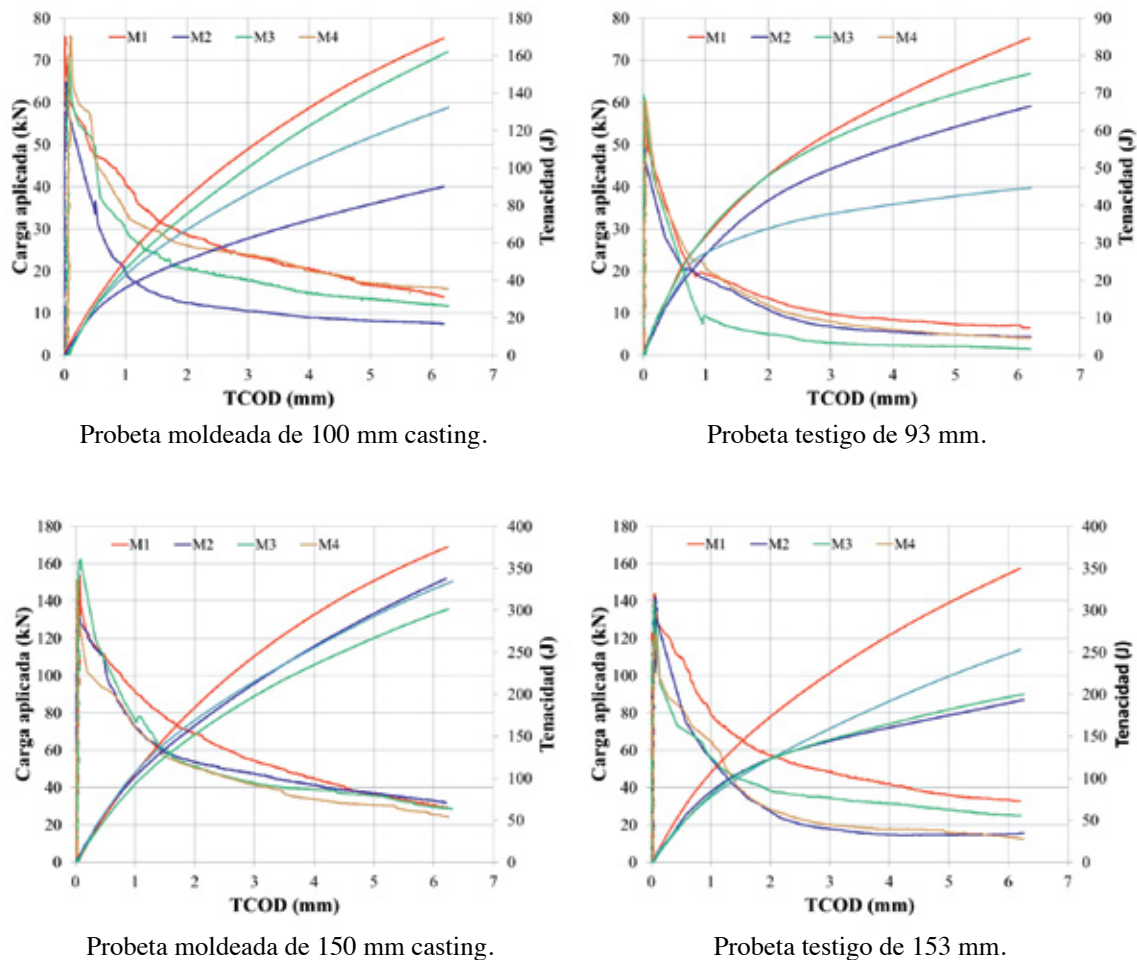 80 180
M1 M2 M3 M4
70 160
60 140
50 120
40 100
30 80
20 60
10 40
0 20
0
0 1 2 3 4 5 6 7
Carga aplicada (kN)
Tenacidad (J)
TCOD (mm)
Probeta moldeada de 100 mm casting.
80 90
M1 M2 M3 M4
70 80
60 70
50 60
40 50
30 40
20 30
10 20
0 10
0
0 1 2 3 4 5 6 7
Carga aplicada (kN)
Tenacidad (J)
TCOD (mm)
Probeta testigo de 93 mm.
180 400
M1 M2 M3 M4
160 350
140 300
120 250
100 200
80 150
60 100
40 50
20 0
0
0 1 2 3 4 5 6 7
Carga aplicada (kN)
Tenacidad (J)
TCOD (mm)
Probeta moldeada de 150 mm casting.
180 400
M1 M2 M3 M4
160 350
140 300
120 250
100 200
80 150
60 100
40 50
20 0
0
0 1 2 3 4 5 6 7
Carga aplicada (kN)
Tenacidad (J)
TCOD (mm)
Probeta testigo de 153 mm.